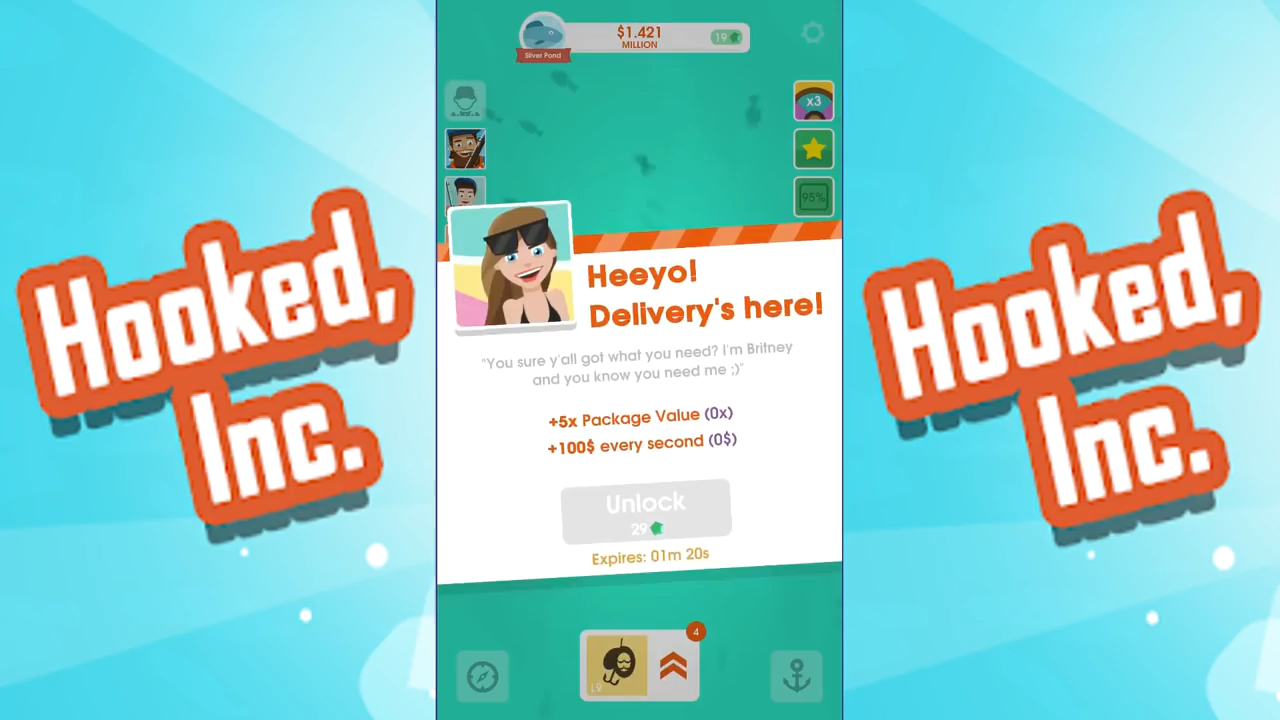 Hooked,
Inc.
$1.421
MILLION
19
Silver Pond
x3
95%
Heeyo!
Delivery's here!
"You sure y'all got what you need? I'm Britney
and you know you need me ;)"
+5x Package Value (0x)
+100$ every second (0$)
Unlock
29
Expires: 01m 20s
4
L9
Hooked,
Inc.